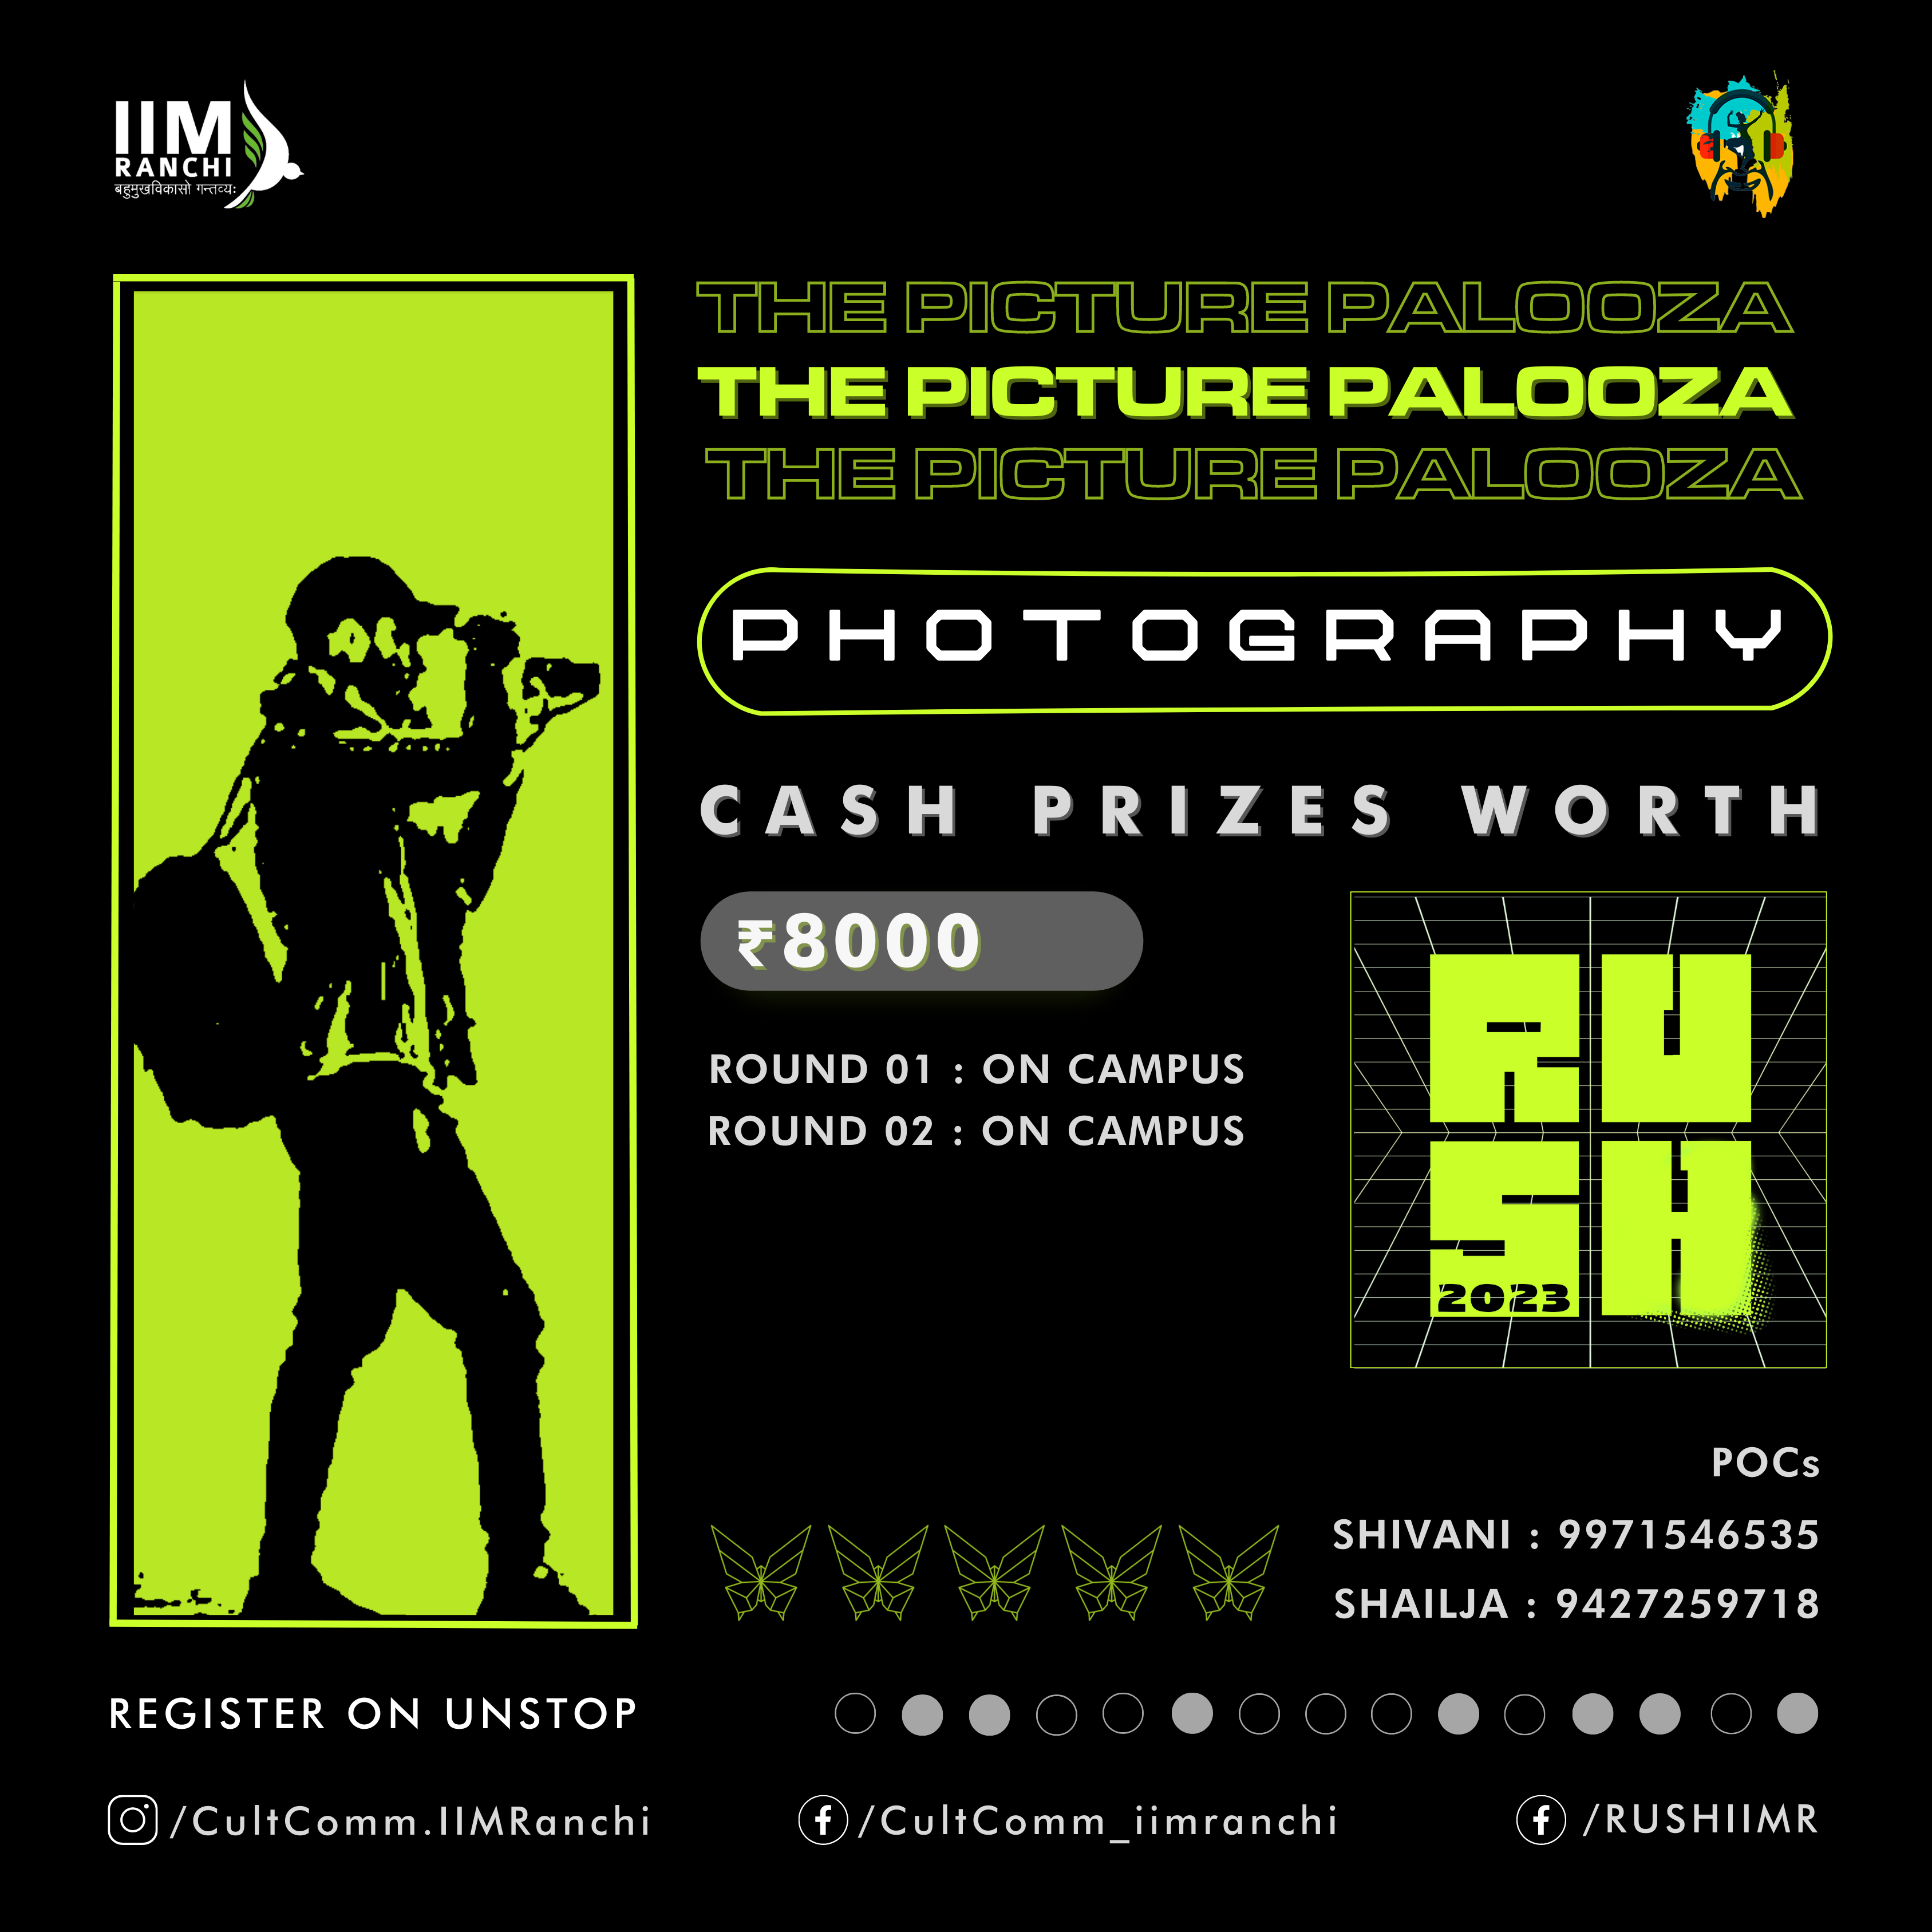 IIM
RANCHI
बहुमुखविकासो गन्तव्यः
THE PICTURE PALOOZA
THE PICTURE PALOOZA
THE PICTURE PALOOZA
PHOTOGRAPHY
CASH PRIZES WORTH
₹8000
ROUND 01 : ON CAMPUS
ROUND 02 : ON CAMPUS
RU
SH
2023
POCs
SHIVANI : 9971546535
SHAILJA : 9427259718
REGISTER ON UNSTOP
/CultComm.IIMRanchi
/CultComm_iimranchi
/RUSHIIMR